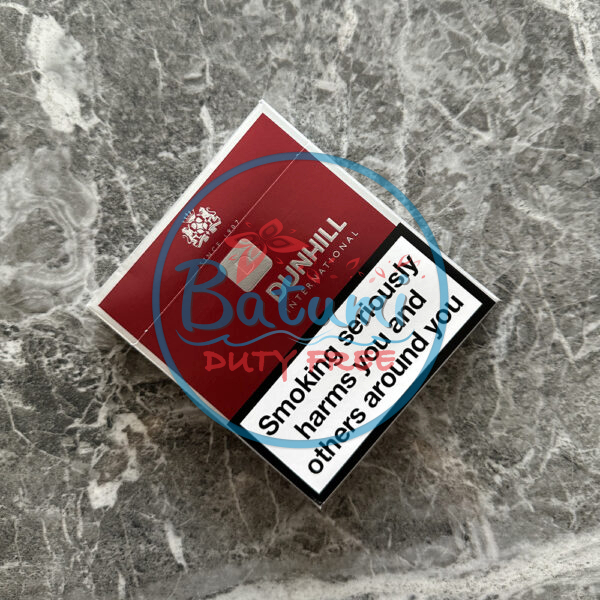 SINCE 1907
DUNHILL
INTERNATIONAL
Smoking seriously
harms you and
others around you
Batumi
DUTY FREE